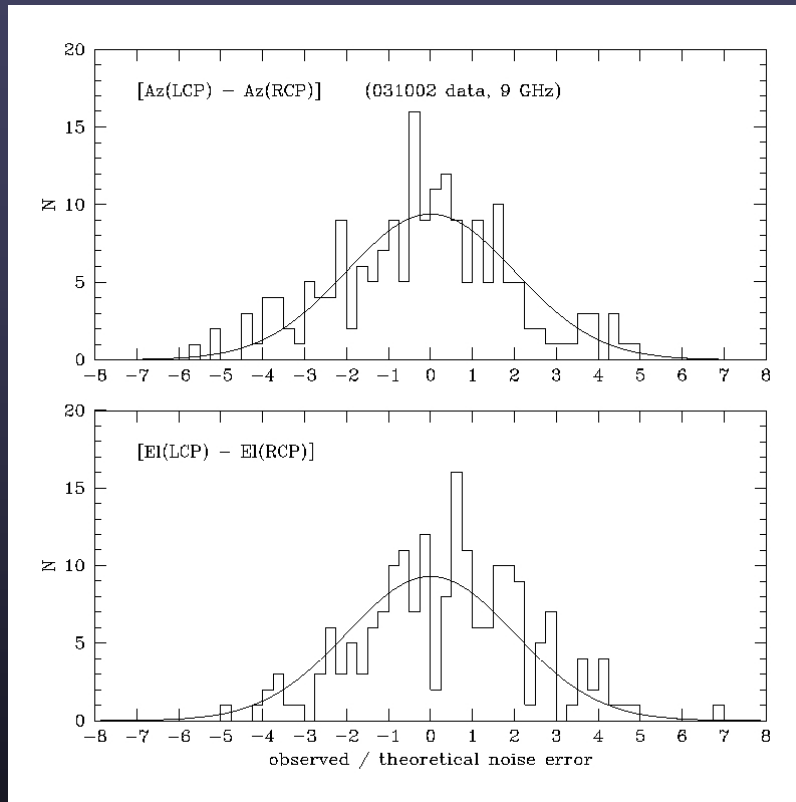 20
[Az(LCP) − Az(RCP)] (031002 data, 9 GHz)
15
N
10
5
0
−8 −7 −6 −5 −4 −3 −2 −1 0 1 2 3 4 5 6 7 8
20
[El(LCP) − El(RCP)]
15
N
10
5
0
−8 −7 −6 −5 −4 −3 −2 −1 0 1 2 3 4 5 6 7 8
observed / theoretical noise error